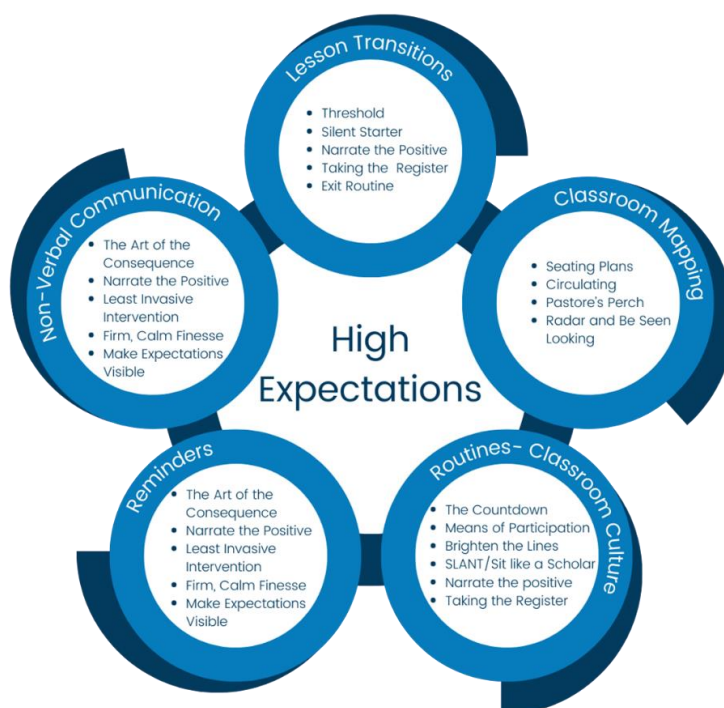 Lesson Transitions
• Threshold
• Silent Starter
• Narrate the Positive
• Taking the Register
• Exit Routine
Classroom Mapping
• Seating Plans
• Circulating
• Pastore's Perch
• Radar and Be Seen
Looking
Routines- Classroom Culture
• The Countdown
• Means of Participation
• Brighten the Lines
• SLANT/Sit like a Scholar
• Narrate the positive
• Taking the Register
Reminders
• The Art of the
Consequence
• Narrate the Positive
• Least Invasive
Intervention
• Firm, Calm Finesse
• Make Expectations
Visible
Non-Verbal Communication
• The Art of the
Consequence
• Narrate the Positive
• Least Invasive
Intervention
• Firm, Calm Finesse
• Make Expectations
Visible
High
Expectations